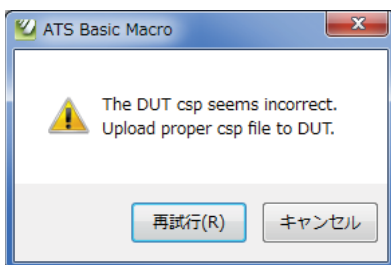 ATS Basic Macro
The DUT csp seems incorrect.
Upload proper csp file to DUT.
再試行(R)
キャンセル